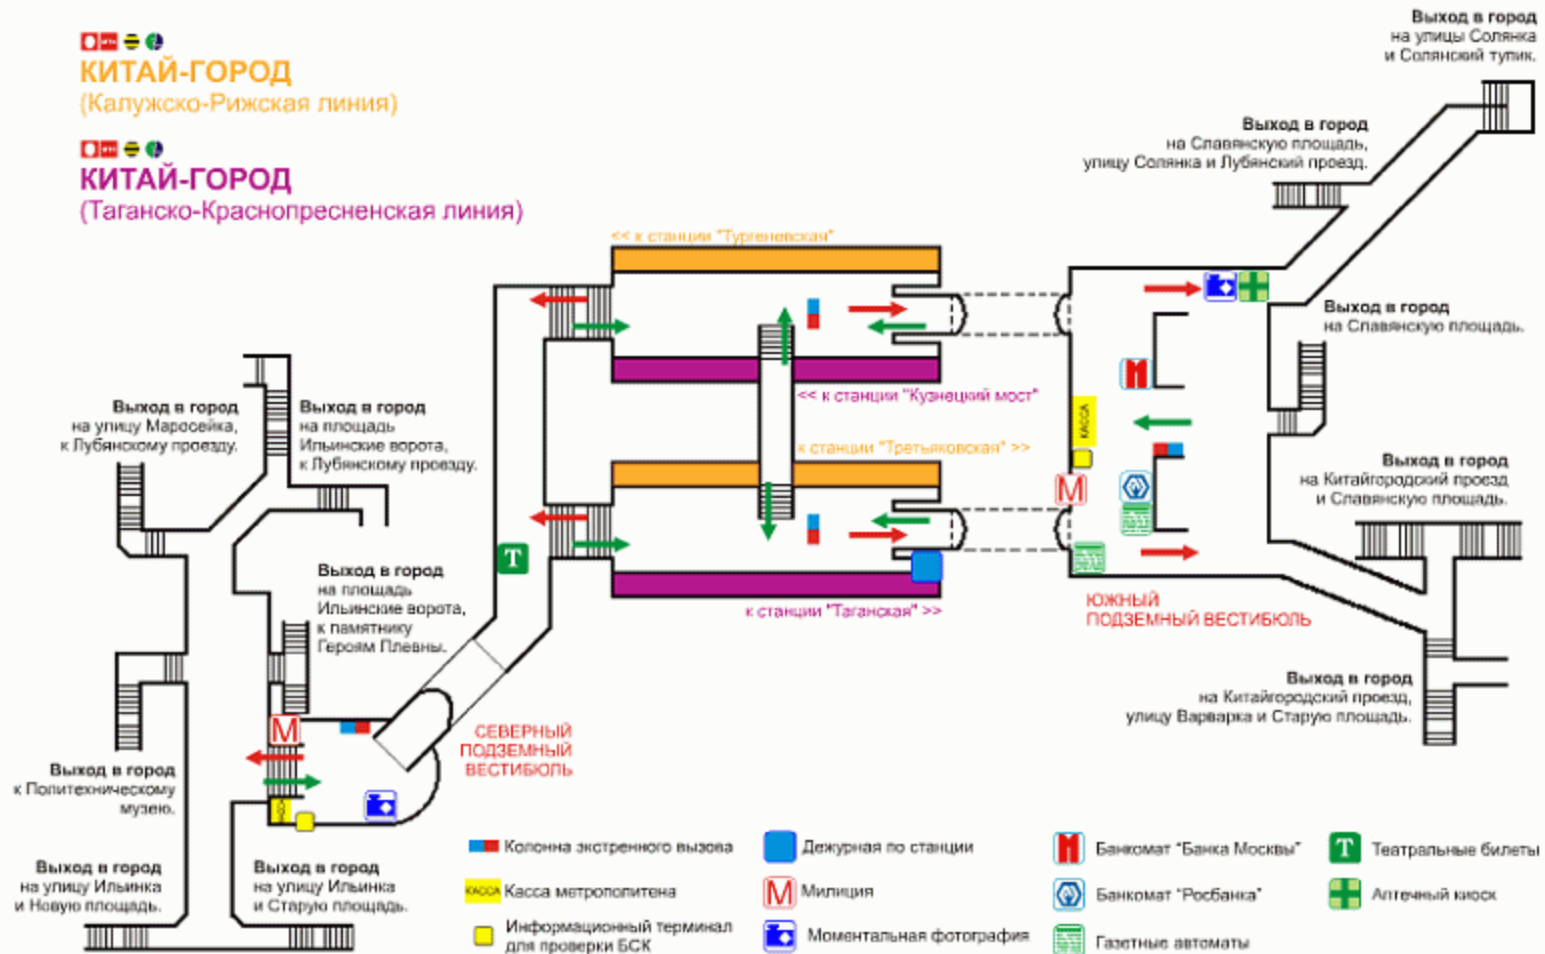 КИТАЙ-ГОРОД
(Калужско-Рижская линия)
КИТАЙ-ГОРОД
(Таганско-Краснопресненская линия)
Выход в город
на улицы Солянка
и Солянский тупик.
Выход в город
на Славянскую площадь,
улицу Солянка и Лубянский проезд.
<< к станции "Тургеневская"
Выход в город
на Славянскую площадь.
<< к станции "Кузнецкий мост"
к станции "Третьяковская" >>
КАССА
М
Выход в город
на улицу Маросейка,
к Лубянскому проезду.
Выход в город
на площадь
Ильинские ворота,
к Лубянскому проезду.
Выход в город
на Китайгородский проезд
и Славянскую площадь.
Т
Выход в город
на площадь
Ильинские ворота,
к памятнику
Героям Плевны.
к станции "Таганская" >>
ЮЖНЫЙ
ПОДЗЕМНЫЙ ВЕСТИБЮЛЬ
Выход в город
на Китайгородский проезд,
улицу Варварка и Старую площадь.
М
СЕВЕРНЫЙ
ПОДЗЕМНЫЙ
ВЕСТИБЮЛЬ
Выход в город
к Политехническому
музею.
Выход в город
на улицу Ильинка
и Новую площадь.
Выход в город
на улицу Ильинка
и Старую площадь.
Колонна экстренного вызова
КАССА Касса метрополитена
Информационный терминал
для проверки БСК
Дежурная по станции
М Милиция
Моментальная фотография
Банкомат "Банка Москвы"
Банкомат "Росбанка"
Газетные автоматы
Т Театральные билеты
Аптечный киоск